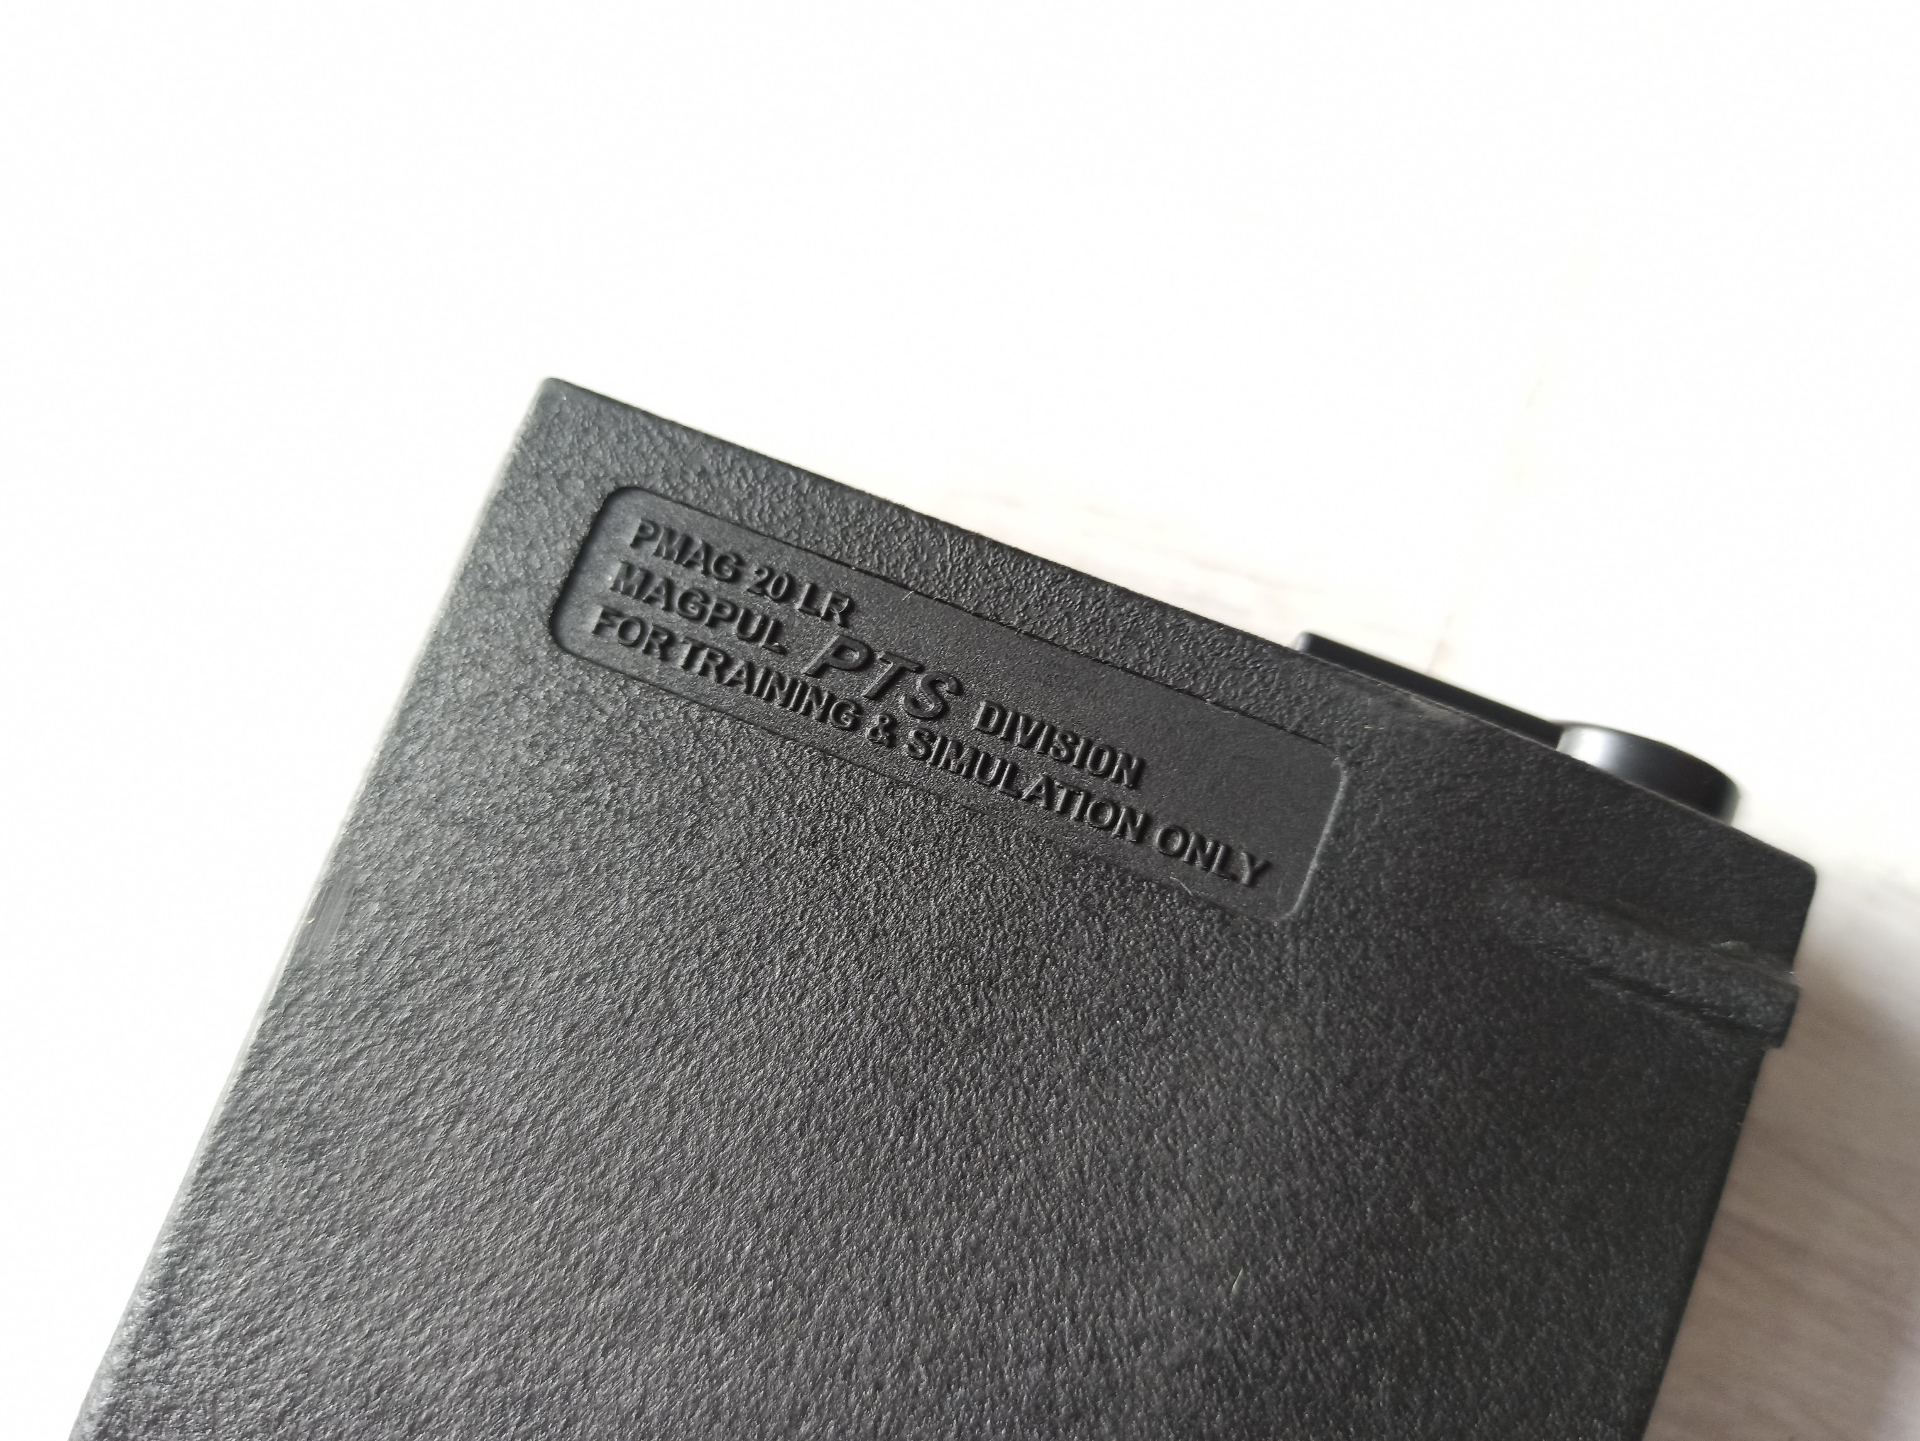 PMAG 20 LR
MAGPUL PTS DIVISION
FOR TRAINING & SIMULATION ONLY